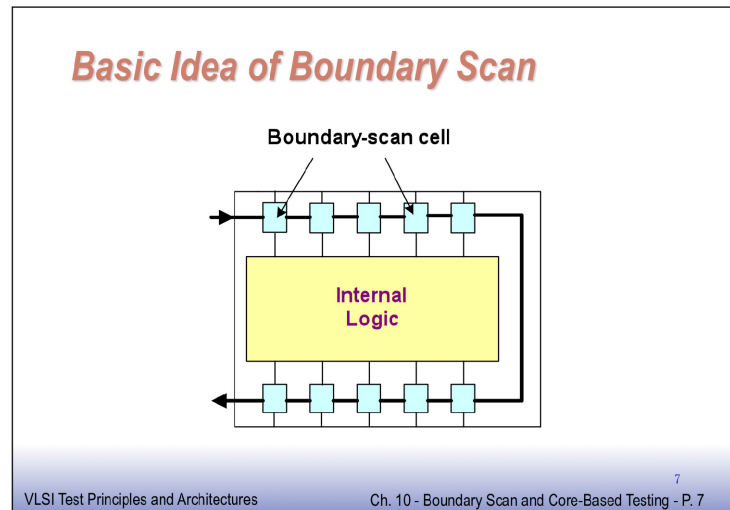 Basic Idea of Boundary Scan
Boundary-scan cell
Internal
Logic
7
VLSI Test Principles and Architectures
Ch. 10 - Boundary Scan and Core-Based Testing - P. 7